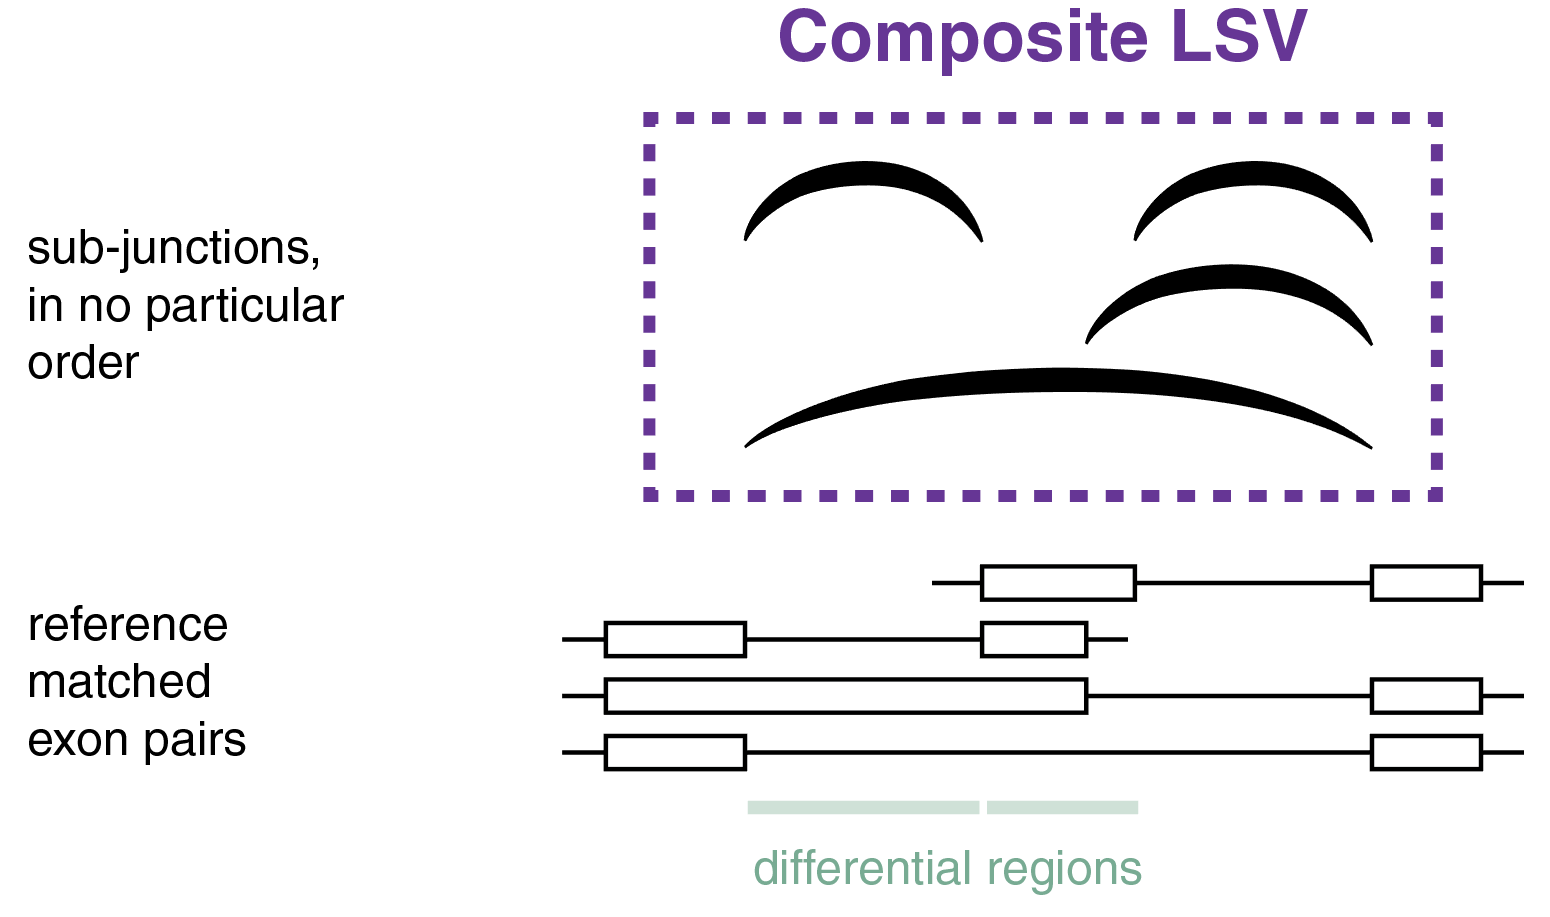 Composite LSV
sub-junctions,
in no particular
order
reference
matched
exon pairs
differential regions